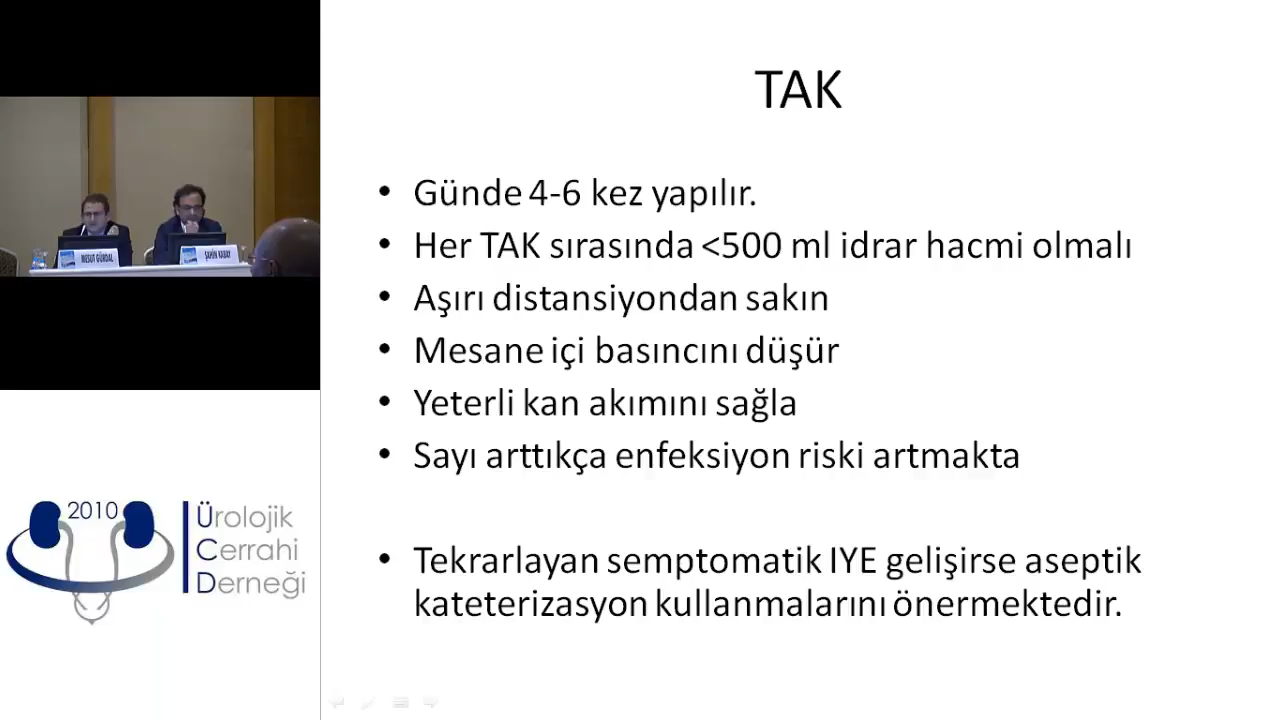 TAK
• Günde 4-6 kez yapılır.
• Her TAK sırasında <500 ml idrar hacmi olmalı
• Aşırı distansiyondan sakın
• Mesane içi basıncını düşür
• Yeterli kan akımını sağla
• Sayı arttıkça enfeksiyon riski artmakta
• Tekrarlayan semptomatik IYE gelişirse aseptik
kateterizasyon kullanmalarını önermektedir.
MESUT GÜRDAL
ŞAHİN KABAY
2010
Ürolojik
Cerrahi
Derneği